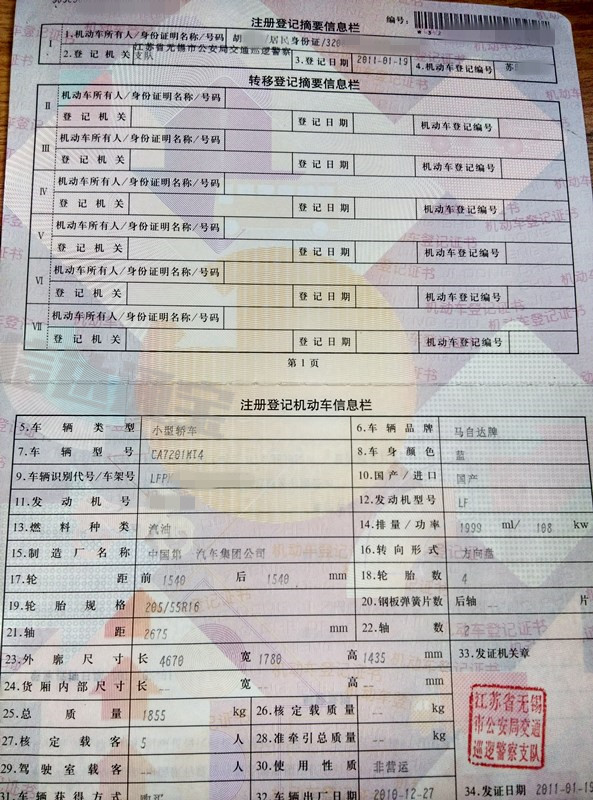 注册登记摘要信息栏 编号:
Ⅰ 1.机动车所有人/身份证明名称/号码 胡 /居民身份证/320
2.登记机关 江苏省无锡市公安局交通巡逻警察支队 3.登记日期 2011-01-19 4.机动车登记编号 苏
转移登记摘要信息栏
Ⅱ 机动车所有人/身份证明名称/号码
登记机关 登记日期 机动车登记编号
Ⅲ 机动车所有人/身份证明名称/号码
登记机关 登记日期 机动车登记编号
Ⅳ 机动车所有人/身份证明名称/号码
登记机关 登记日期 机动车登记编号
Ⅴ 机动车所有人/身份证明名称/号码
登记机关 登记日期 机动车登记编号
Ⅵ 机动车所有人/身份证明名称/号码
登记机关 登记日期 机动车登记编号
Ⅶ 机动车所有人/身份证明名称/号码
登记机关 登记日期 机动车登记编号
第1页
注册登记机动车信息栏
5.车辆类型 小型轿车 6.车辆品牌 马自达牌
7.车辆型号 CA7201MT4 8.车身颜色 蓝
9.车辆识别代号/车架号 LFP 10.国产/进口 国产
11.发动机号 12.发动机型号 LF
13.燃料种类 汽油 14.排量/功率 1999 ml/ 108 kw
15.制造厂名称 中国第一汽车集团公司 16.转向形式 方向盘
17.轮距 前 1540 后 1540 mm 18.轮胎数 4
19.轮胎规格 205/55R16 20.钢板弹簧片数 后轴 -- 片
21.轴距 2675 mm 22.轴数 2
23.外廓尺寸 长 4670 宽 1780 高 1435 mm 33.发证机关章
24.货厢内部尺寸 长 -- 宽 -- 高 -- mm
25.总质量 1855 kg 26.核定载质量 -- kg
江苏省无锡市公安局交通巡逻警察支队
27.核定载客 5 人 28.准牵引总质量 -- kg
29.驾驶室载客 -- 人 30.使用性质 非营运
31.车辆获得方式 购买 32.车辆出厂日期 2010-12-27 34.发证日期 2011-01-19